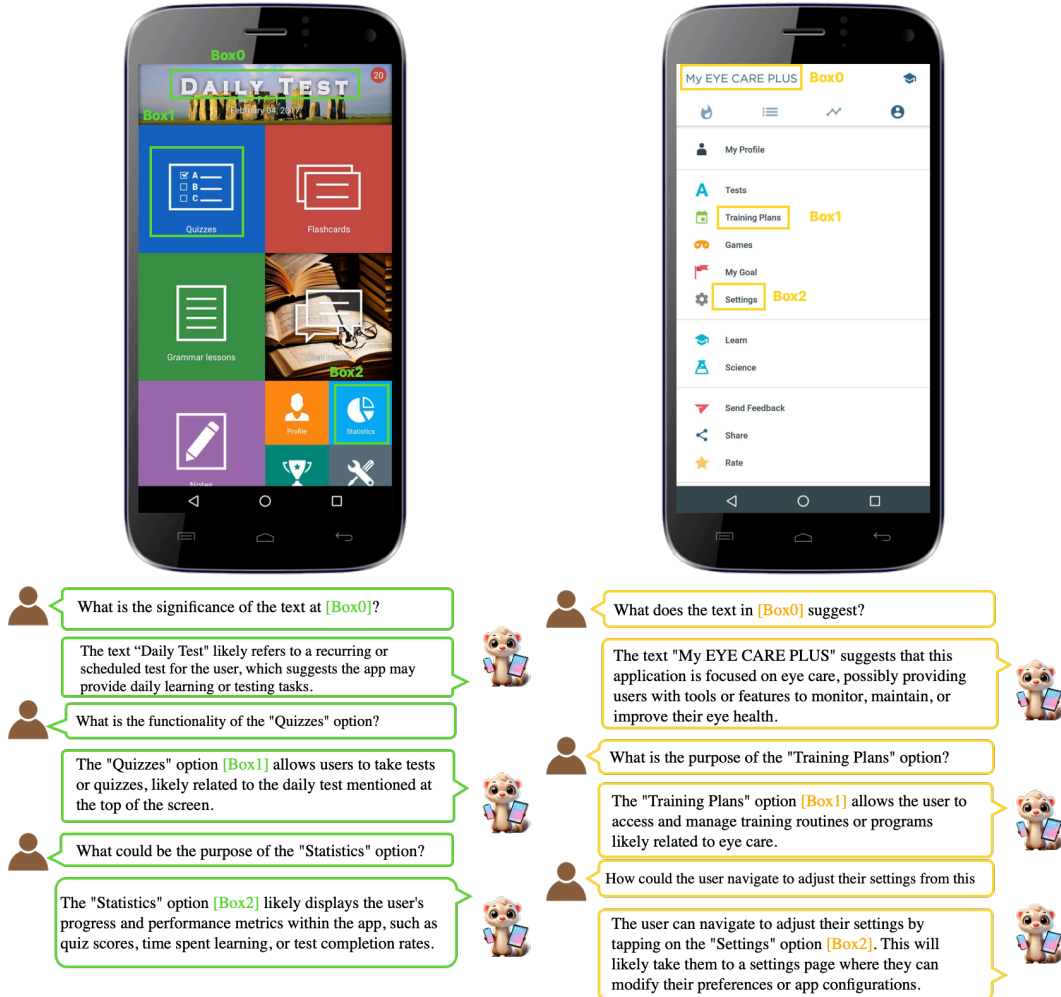 Box0
DAILY TEST
20
February 04, 2017
Box1
A
B
C
Quizzes
Flashcards
Grammar lessons
Chat rooms
Box2
Profile
Statistics
Notes
My EYE CARE PLUS
Box0
My Profile
A
Tests
Training Plans
Box1
Games
My Goal
Settings
Box2
Learn
Science
Send Feedback
Share
Rate
What is the significance of the text at [Box0]?
The text “Daily Test" likely refers to a recurring or
scheduled test for the user, which suggests the app may
provide daily learning or testing tasks.
What is the functionality of the "Quizzes" option?
The "Quizzes" option [Box1] allows users to take tests
or quizzes, likely related to the daily test mentioned at
the top of the screen.
What could be the purpose of the "Statistics" option?
The "Statistics" option [Box2] likely displays the user's
progress and performance metrics within the app, such as
quiz scores, time spent learning, or test completion rates.
What does the text in [Box0] suggest?
The text "My EYE CARE PLUS" suggests that this
application is focused on eye care, possibly providing
users with tools or features to monitor, maintain, or
improve their eye health.
What is the purpose of the "Training Plans" option?
The "Training Plans" option [Box1] allows the user to
access and manage training routines or programs
likely related to eye care.
How could the user navigate to adjust their settings from this
The user can navigate to adjust their settings by
tapping on the "Settings" option [Box2]. This will
likely take them to a settings page where they can
modify their preferences or app configurations.